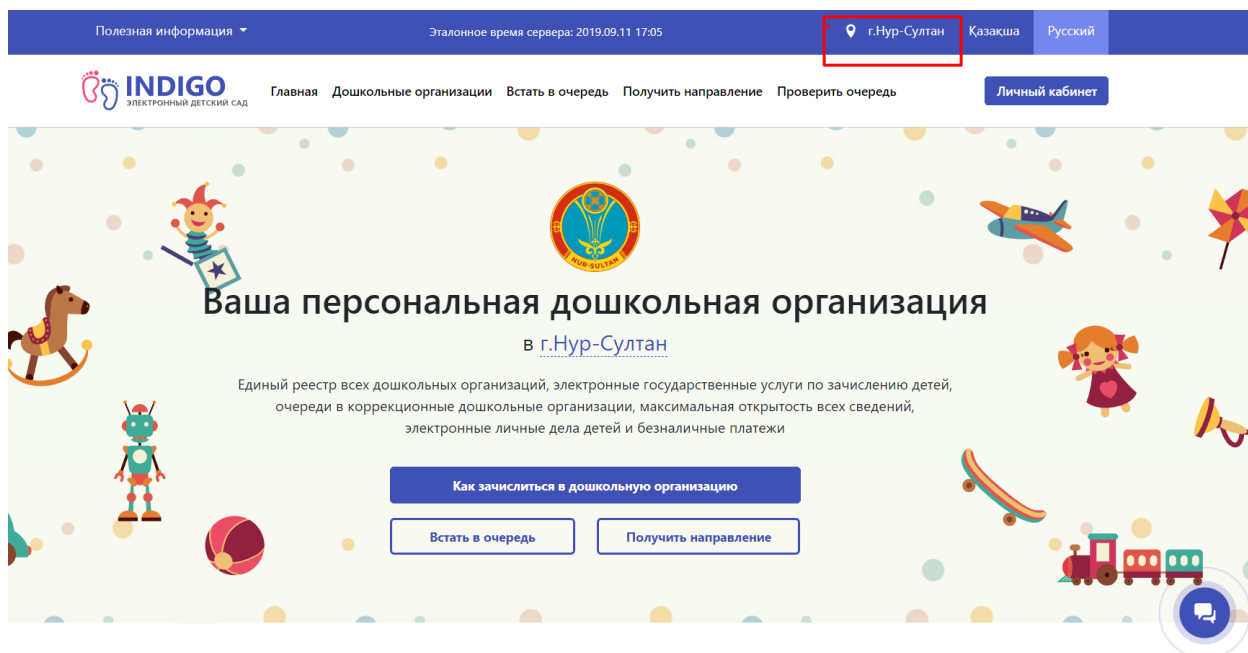 Полезная информация
Эталонное время сервера: 2019.09.11 17:05
г.Нур-Султан
Қазақша
Русский
INDIGO
ЭЛЕКТРОННЫЙ ДЕТСКИЙ САД
Главная
Дошкольные организации
Встать в очередь
Получить направление
Проверить очередь
Личный кабинет
NUR-SULTAN
Ваша персональная дошкольная организация
в г.Нур-Султан
Единый реестр всех дошкольных организаций, электронные государственные услуги по зачислению детей,
очереди в коррекционные дошкольные организации, максимальная открытость всех сведений,
электронные личные дела детей и безналичные платежи
Как зачислиться в дошкольную организацию
Встать в очередь
Получить направление